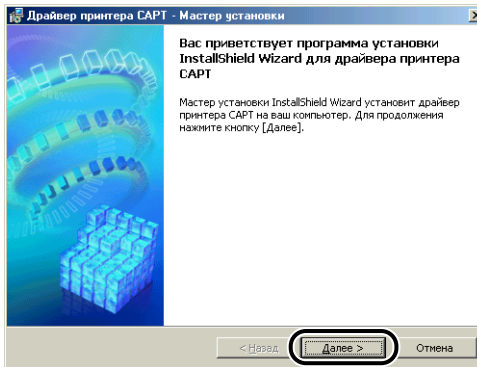 Драйвер принтера CAPT - Мастер установки
Вас приветствует программа установки
InstallShield Wizard для драйвера принтера
CAPT
Мастер установки InstallShield Wizard установит драйвер
принтера CAPT на ваш компьютер. Для продолжения
нажмите кнопку [Далее].
< Назад
Далее >
Отмена